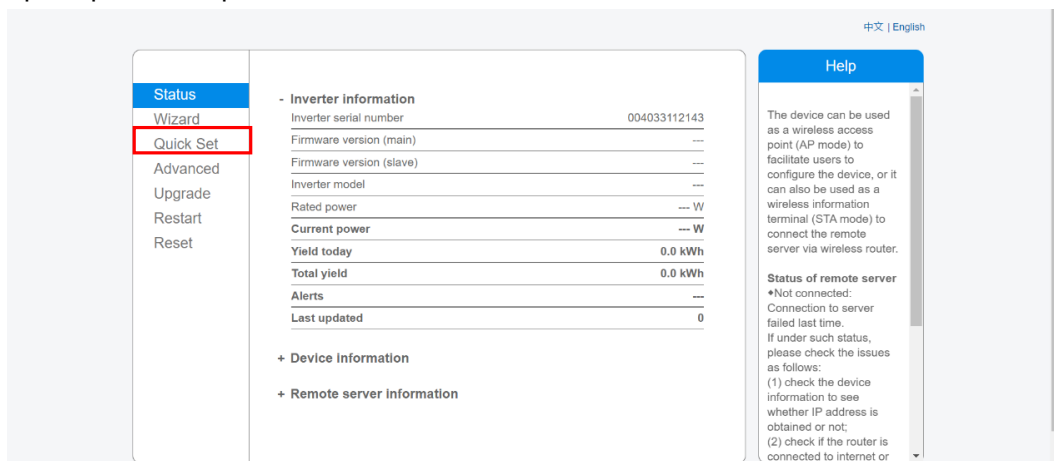 中文 | English
Status
Wizard
Quick Set
Advanced
Upgrade
Restart
Reset
- Inverter information
Inverter serial number 004033112143
Firmware version (main) ---
Firmware version (slave) ---
Inverter model ---
Rated power --- W
Current power --- W
Yield today 0.0 kWh
Total yield 0.0 kWh
Alerts ---
Last updated 0
+ Device information
+ Remote server information
Help
The device can be used
as a wireless access
point (AP mode) to
facilitate users to
configure the device, or it
can also be used as a
wireless information
terminal (STA mode) to
connect the remote
server via wireless router.
Status of remote server
◆Not connected:
Connection to server
failed last time.
If under such status,
please check the issues
as follows:
(1) check the device
information to see
whether IP address is
obtained or not;
(2) check if the router is
connected to internet or